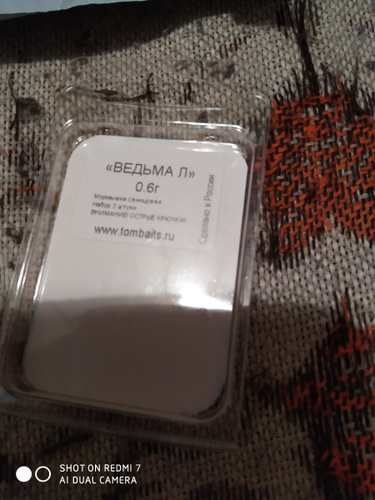 «ВЕДЬМА Л»
0.6г
Мормышка свинцовая
Набор 3 штуки
ВНИМАНИЕ! ОСТРЫЕ КРЮЧКИ!
www.tombaits.ru
Сделано в России
SHOT ON REDMI 7
AI DUAL CAMERA